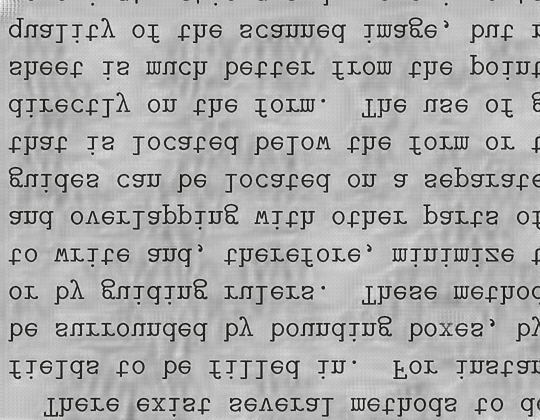 There exist several methods to de
fields to be filled in. For instan
be surrounded by bounding boxes, by
or by guiding rulers. These method
to write and, therefore, minimize t
and overlapping with other parts of
guides can be located on a separate
that is located below the form or t
directly on the form. The use of g
sheet is much better from the point
quality of the scanned image, but r